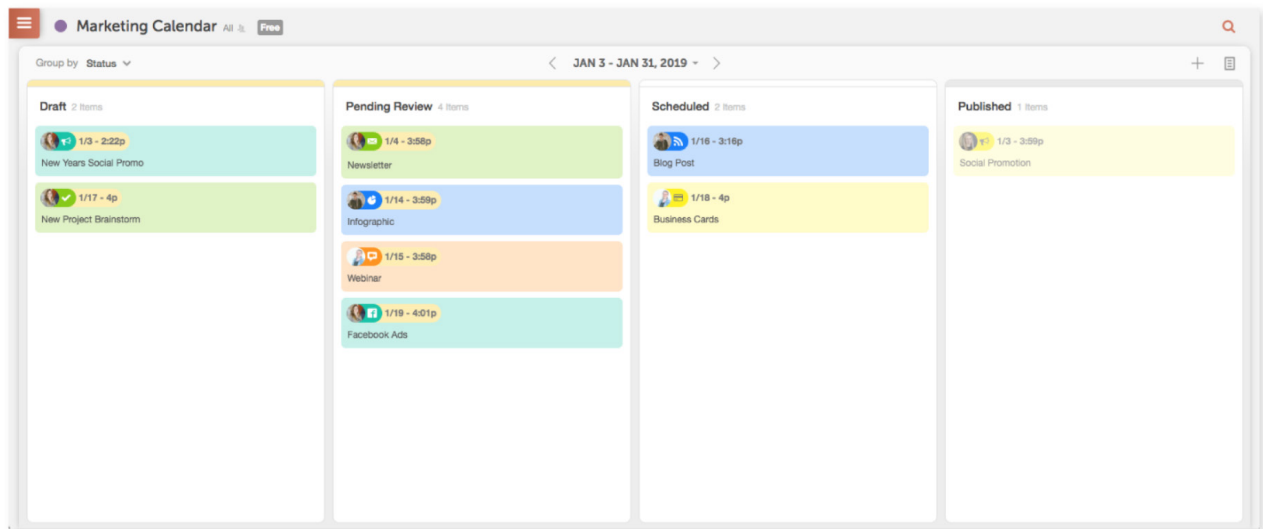 Marketing Calendar All Free
Group by Status
JAN 3 - JAN 31, 2019
Draft 2 Items
1/3 - 2:22p
New Years Social Promo
1/17 - 4p
New Project Brainstorm
Pending Review 4 Items
1/4 - 3:58p
Newsletter
1/14 - 3:59p
Infographic
1/15 - 3:58p
Webinar
1/19 - 4:01p
Facebook Ads
Scheduled 2 Items
1/16 - 3:16p
Blog Post
1/18 - 4p
Business Cards
Published 1 Items
1/3 - 3:59p
Social Promotion